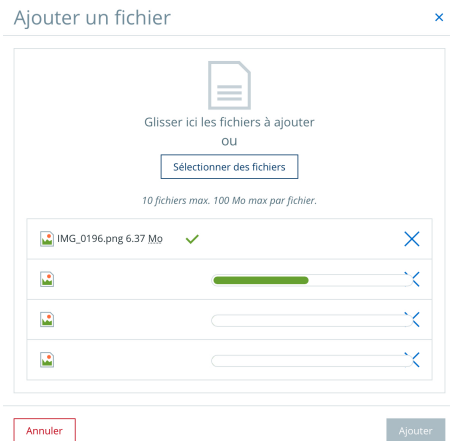 Ajouter un fichier
Glisser ici les fichiers à ajouter
ou
Sélectionner des fichiers
10 fichiers max. 100 Mo max par fichier.
IMG_0196.png 6.37 Mo
Annuler
Ajouter